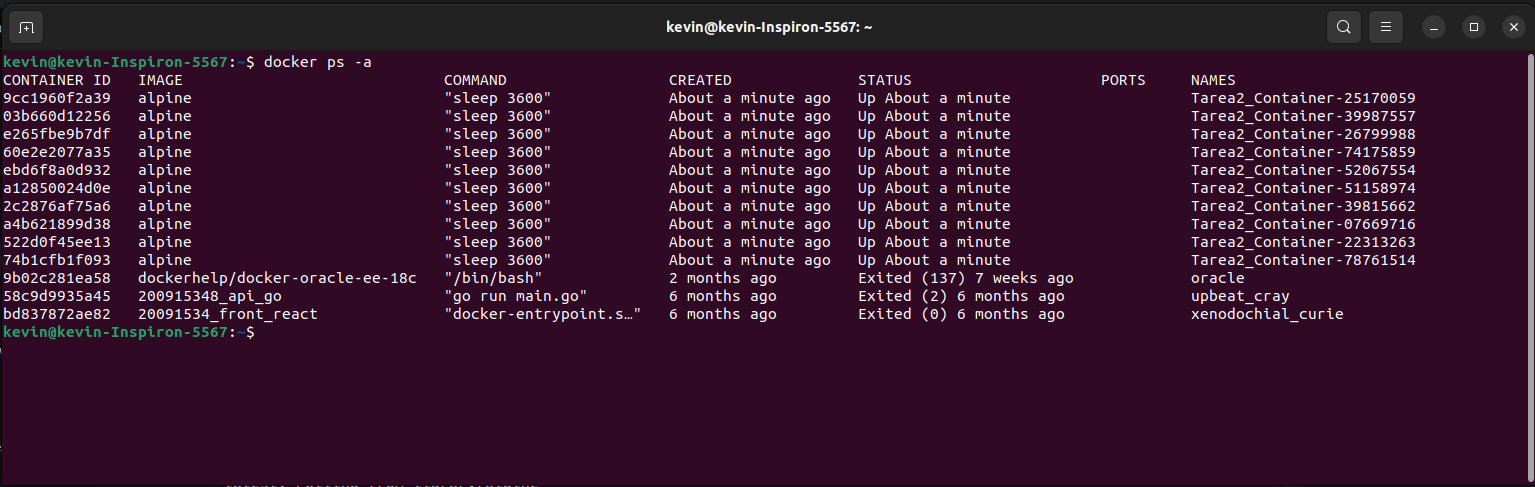 kevin@kevin-Inspiron-5567: ~
kevin@kevin-Inspiron-5567:~$ docker ps -a
CONTAINER ID   IMAGE                             COMMAND                  CREATED              STATUS                     PORTS     NAMES
9cc1960f2a39   alpine                            "sleep 3600"             About a minute ago   Up About a minute                    Tarea2_Container-25170059
03b660d12256   alpine                            "sleep 3600"             About a minute ago   Up About a minute                    Tarea2_Container-39987557
e265fbe9b7df   alpine                            "sleep 3600"             About a minute ago   Up About a minute                    Tarea2_Container-26799988
60e2e2077a35   alpine                            "sleep 3600"             About a minute ago   Up About a minute                    Tarea2_Container-74175859
ebd6f8a0d932   alpine                            "sleep 3600"             About a minute ago   Up About a minute                    Tarea2_Container-52067554
a12850024d0e   alpine                            "sleep 3600"             About a minute ago   Up About a minute                    Tarea2_Container-51158974
2c2876af75a6   alpine                            "sleep 3600"             About a minute ago   Up About a minute                    Tarea2_Container-39815662
a4b621899d38   alpine                            "sleep 3600"             About a minute ago   Up About a minute                    Tarea2_Container-07669716
522d0f45ee13   alpine                            "sleep 3600"             About a minute ago   Up About a minute                    Tarea2_Container-22313263
74b1cfb1f093   alpine                            "sleep 3600"             About a minute ago   Up About a minute                    Tarea2_Container-78761514
9b02c281ea58   dockerhelp/docker-oracle-ee-18c   "/bin/bash"              2 months ago         Exited (137) 7 weeks ago             oracle
58c9d9935a45   200915348_api_go                  "go run main.go"         6 months ago         Exited (2) 6 months ago              upbeat_cray
bd837872ae82   20091534_front_react              "docker-entrypoint.s…"   6 months ago         Exited (0) 6 months ago              xenodochial_curie
kevin@kevin-Inspiron-5567:~$